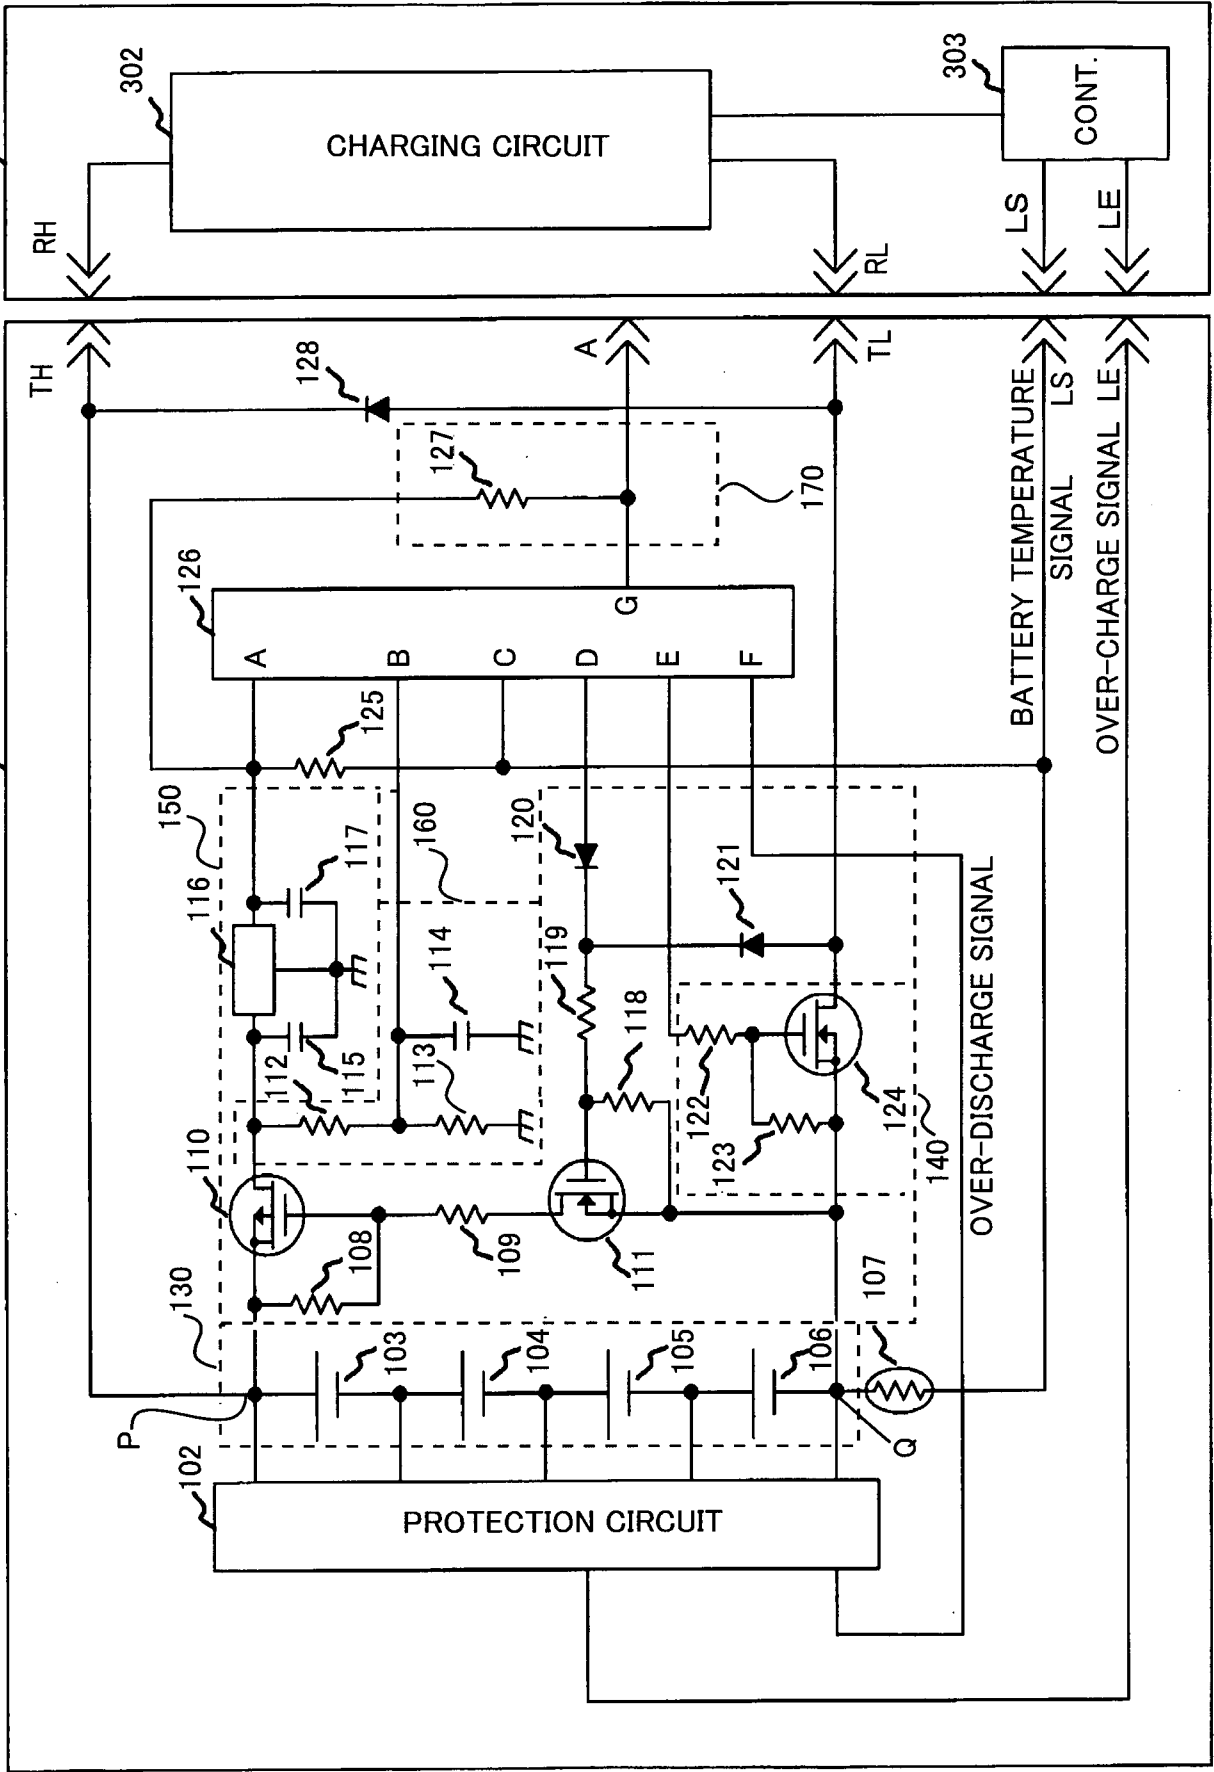 302
CHARGING CIRCUIT
303
CONT.
RH
RL
LS
LE
TH
A
TL
128
127
170
BATTERY TEMPERATURE
SIGNAL LS
OVER-CHARGE SIGNAL LE
126
A
B
C
D
E
F
G
125
150
116
117
160
120
121
115
114
119
118
112
113
122
123
124
140
OVER-DISCHARGE SIGNAL
110
108
109
111
107
130
103
104
105
106
P
Q
102
PROTECTION CIRCUIT